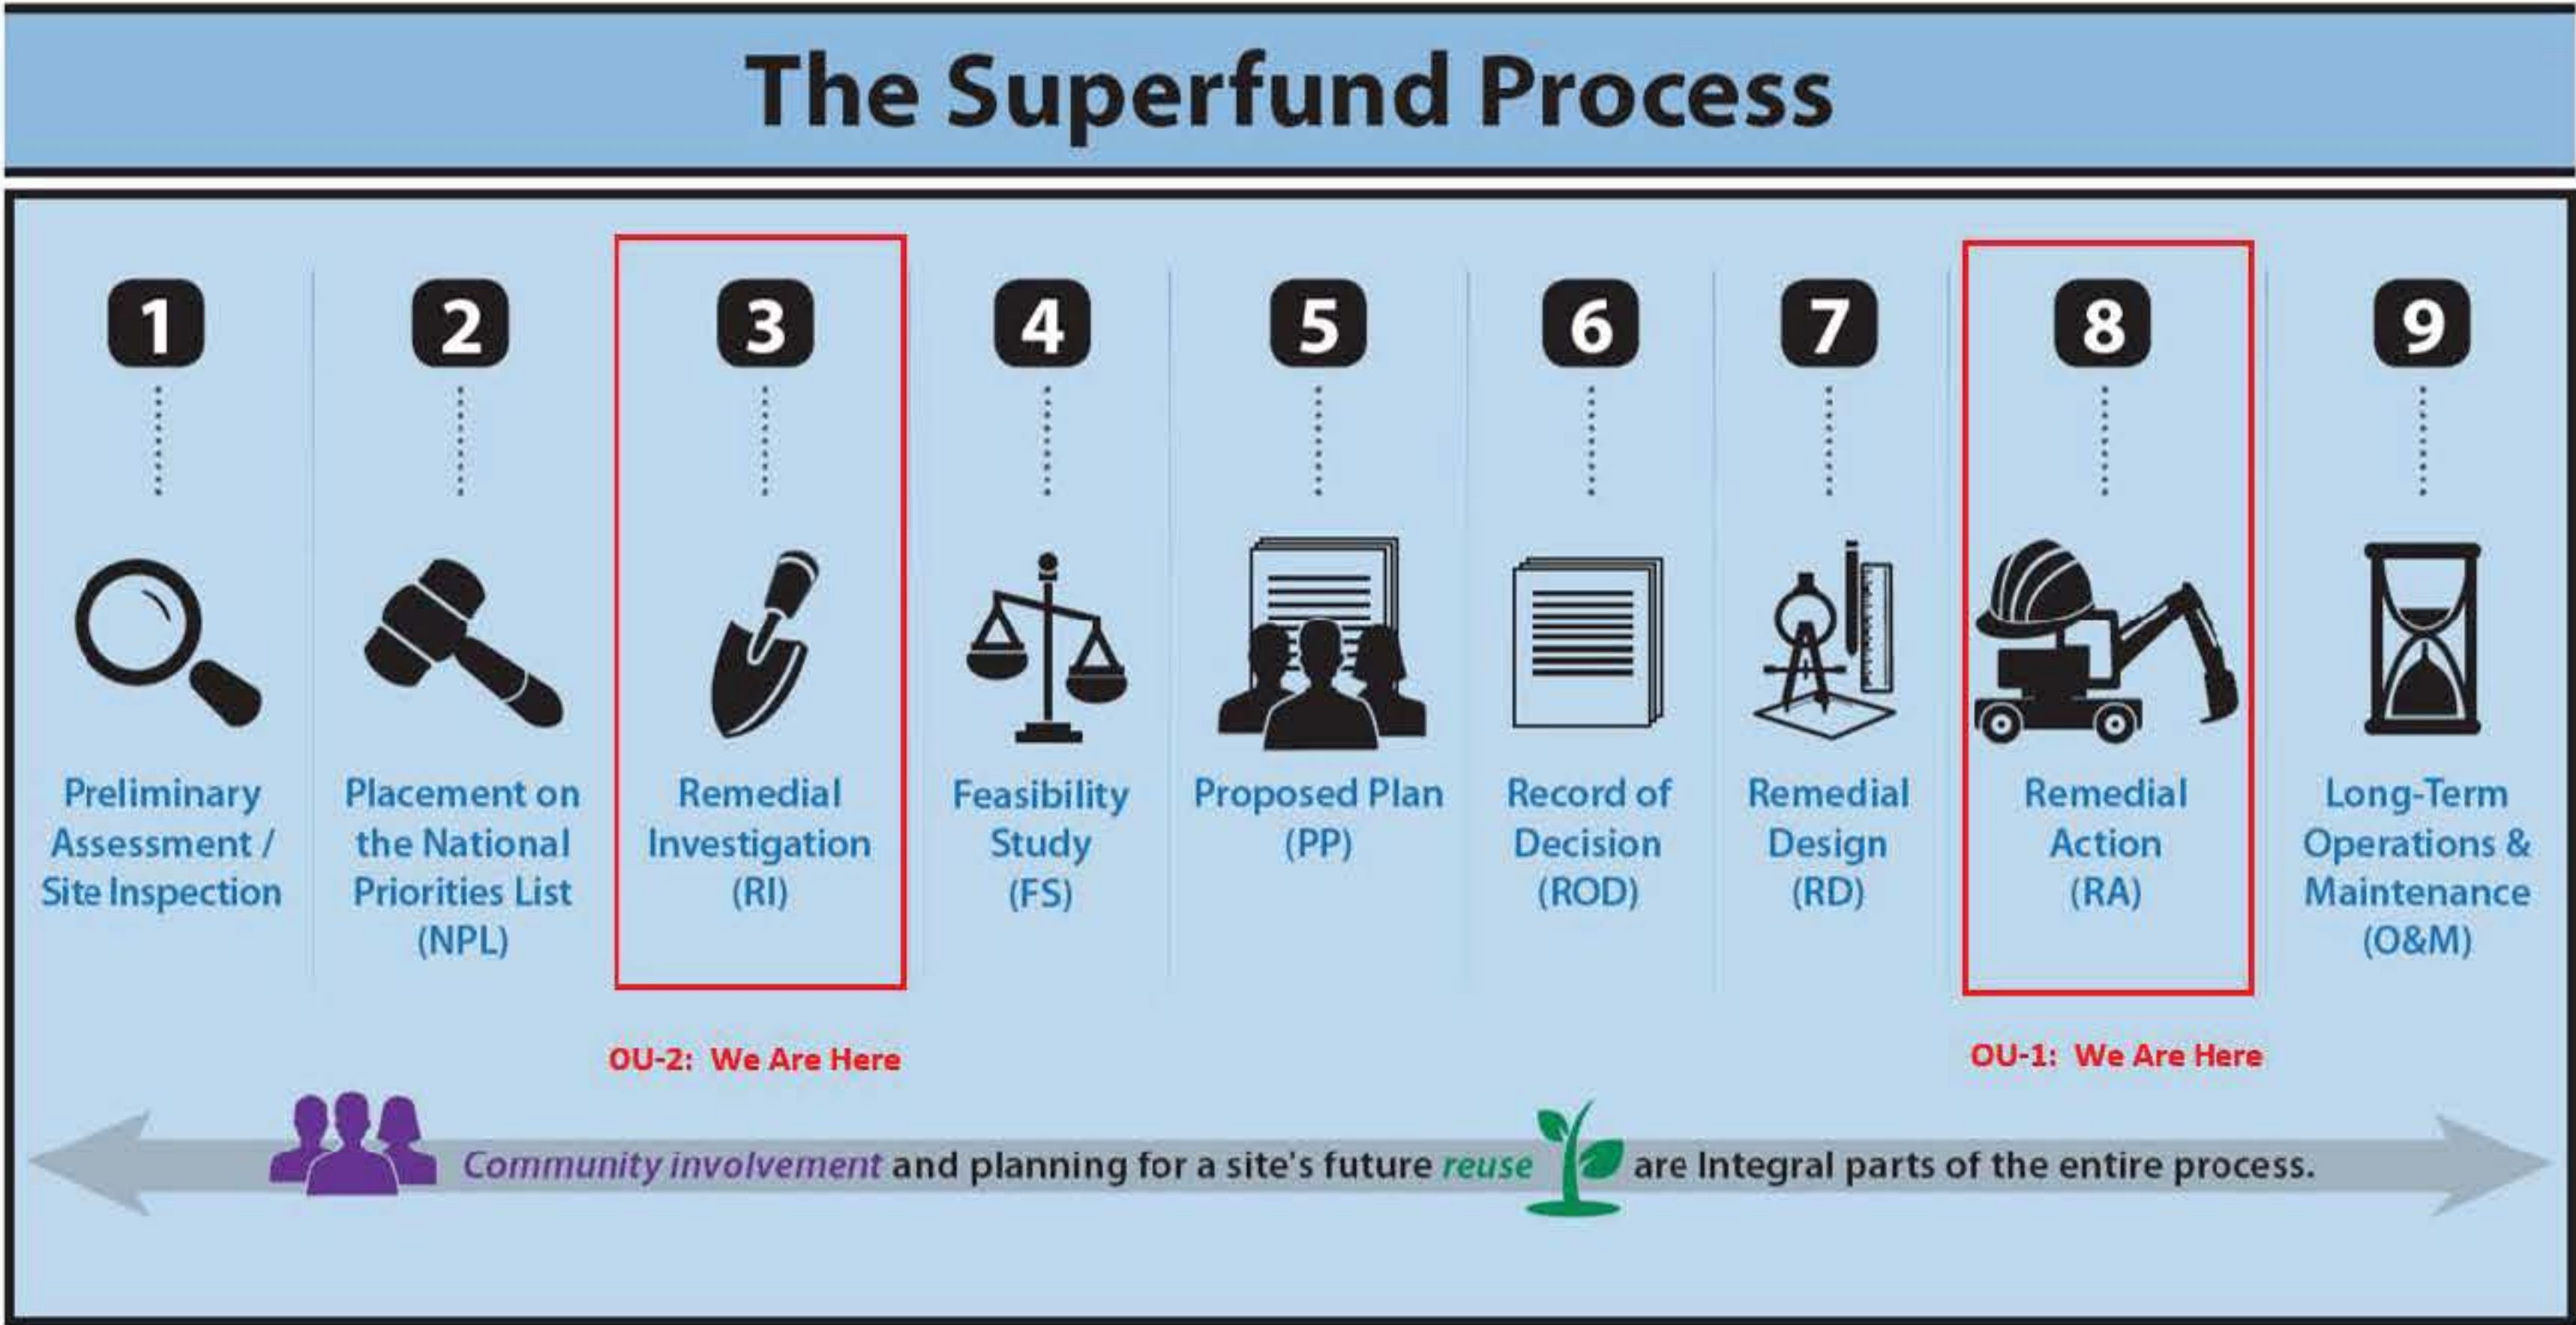 The Superfund Process
1
2
3
4
5
6
7
8
9
Preliminary
Assessment /
Site Inspection
Placement on
the National
Priorities List
(NPL)
Remedial
Investigation
(RI)
Feasibility
Study
(FS)
Proposed Plan
(PP)
Record of
Decision
(ROD)
Remedial
Design
(RD)
Remedial
Action
(RA)
Long-Term
Operations &
Maintenance
(O&M)
OU-2: We Are Here
OU-1: We Are Here
Community involvement and planning for a site's future reuse are Integral parts of the entire process.